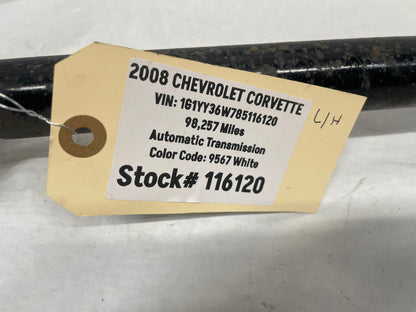 2008 CHEVROLET CORVETTE
VIN: 1G1YY36W785116120
98,257 Miles
Automatic Transmission
Color Code: 9567 White
Stock# 116120
L/H